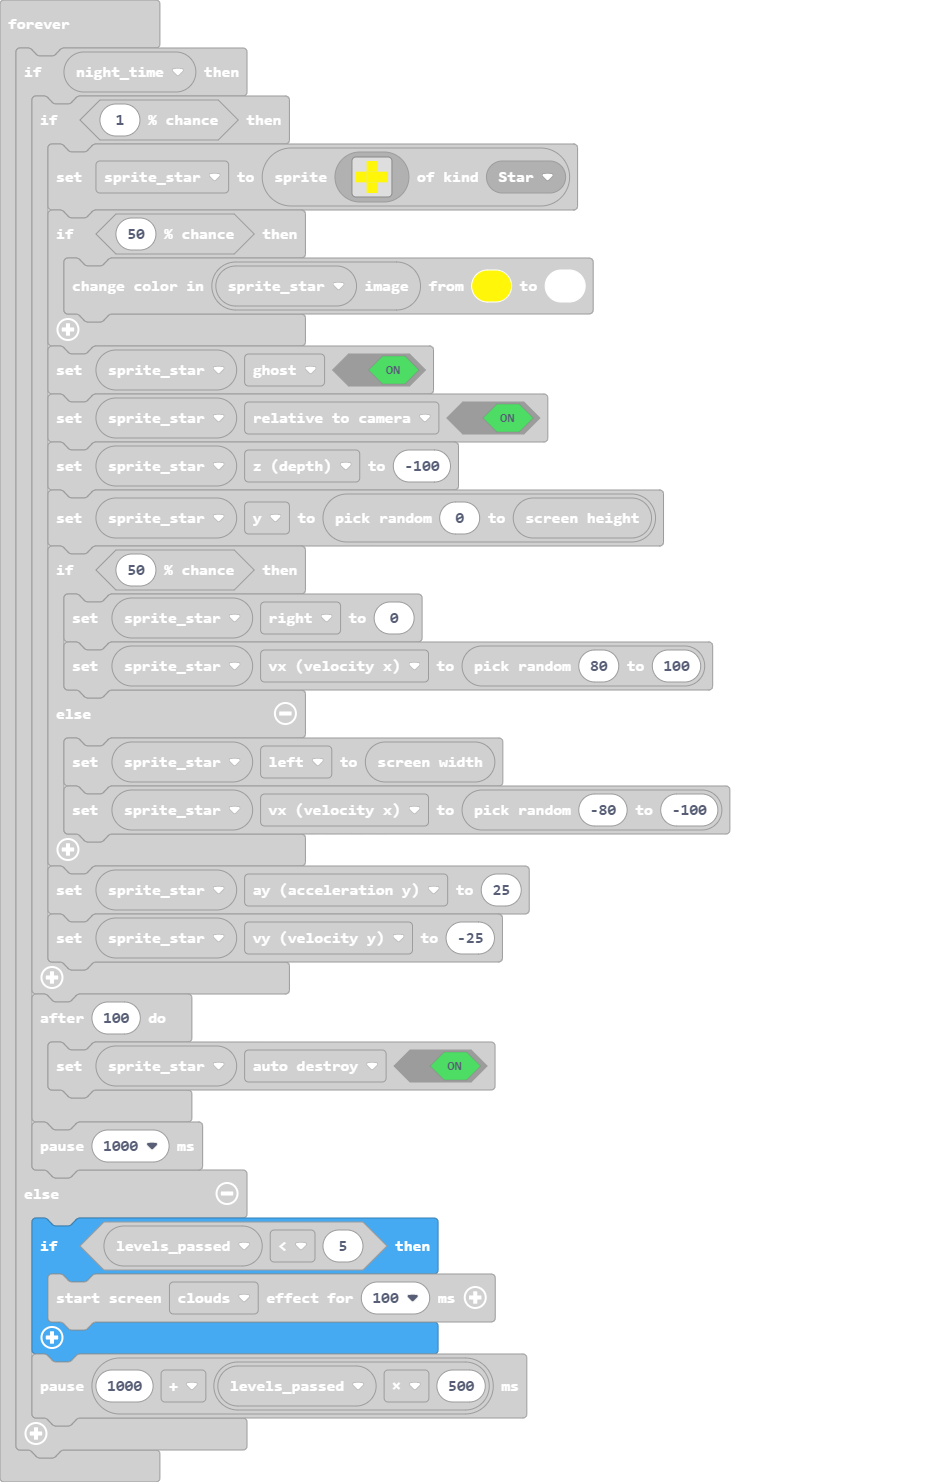 forever
if night_time then
if 1 % chance then
set sprite_star to sprite of kind Star
if 50 % chance then
change color in sprite_star image from to
set sprite_star ghost ON
set sprite_star relative to camera ON
set sprite_star z (depth) to -100
set sprite_star y to pick random 0 to screen height
if 50 % chance then
set sprite_star right to 0
set sprite_star vx (velocity x) to pick random 80 to 100
else
set sprite_star left to screen width
set sprite_star vx (velocity x) to pick random -80 to -100
set sprite_star ay (acceleration y) to 25
set sprite_star vy (velocity y) to -25
after 100 do
set sprite_star auto destroy ON
pause 1000 ms
else
if levels_passed < 5 then
start screen clouds effect for 100 ms
pause 1000 + levels_passed × 500 ms